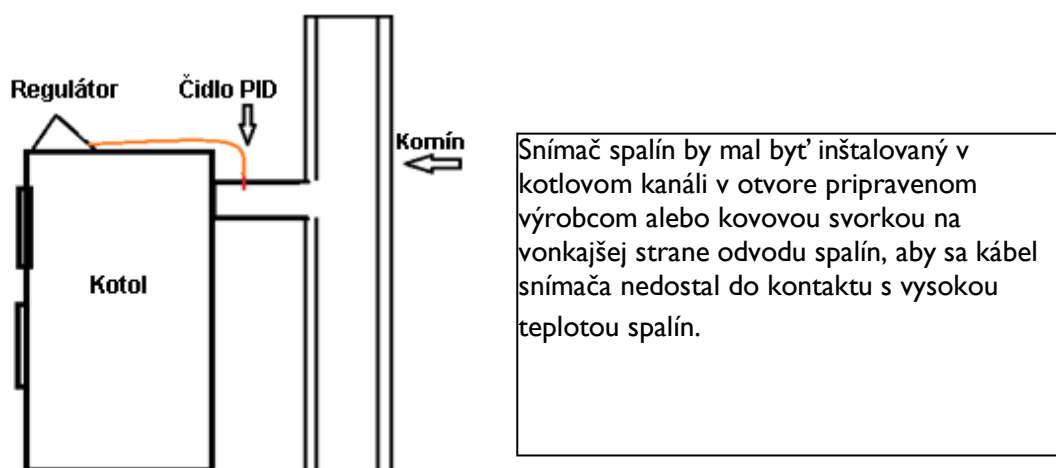 Regulátor
Čidlo PID
Komín
Kotol
Snímač spalín by mal byť inštalovaný v
kotlovom kanáli v otvore pripravenom
výrobcom alebo kovovou svorkou na
vonkajšej strane odvodu spalín, aby sa kábel
snímača nedostal do kontaktu s vysokou
teplotou spalín.